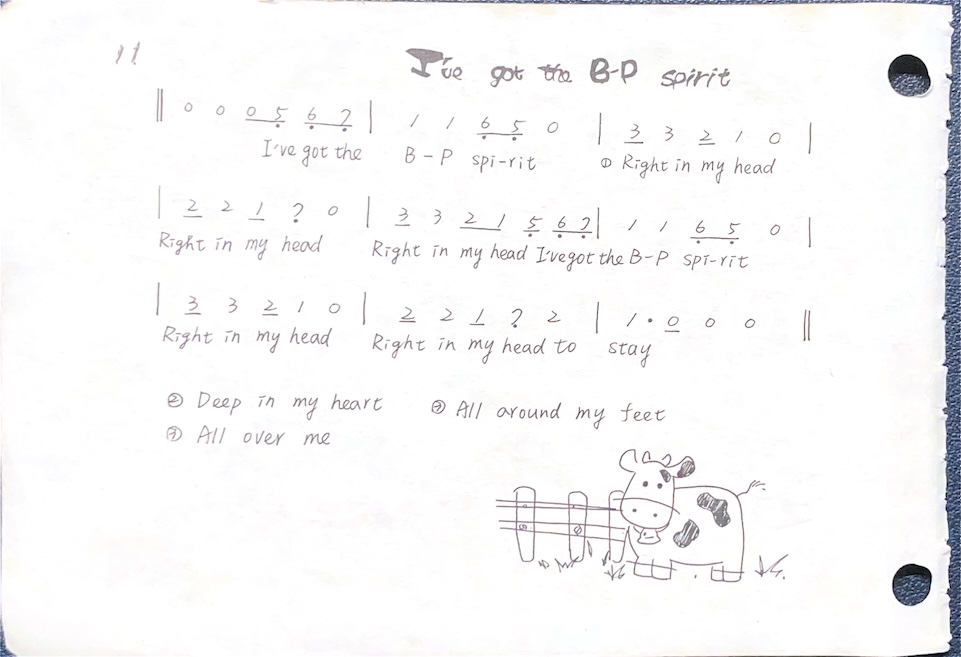 11
I've got the B-P spirit
‖ 0 0 0 5 6 7 | 1 1 6 5 0 | 3 3 2 1 0 |
I've got the B-P spi-rit ① Right in my head
| 2 2 1 7 0 | 3 3 2 1 5 6 7 | 1 1 6 5 0 |
Right in my head Right in my head I've got the B-P spi-rit
| 3 3 2 1 0 | 2 2 1 7 2 | 1 · 0 0 0 ‖
Right in my head Right in my head to stay
② Deep in my heart ③ All around my feet
④ All over me